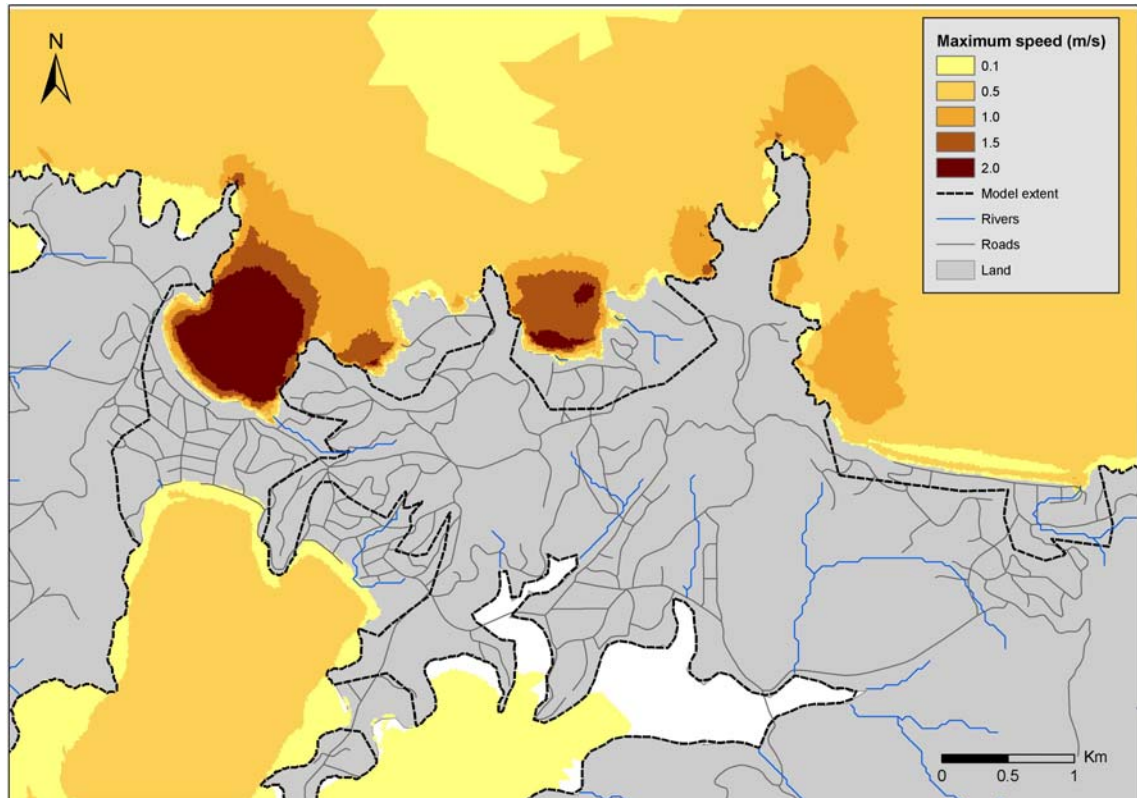 N
Maximum speed (m/s)
0.1
0.5
1.0
1.5
2.0
Model extent
Rivers
Roads
Land
Km
0 0.5 1